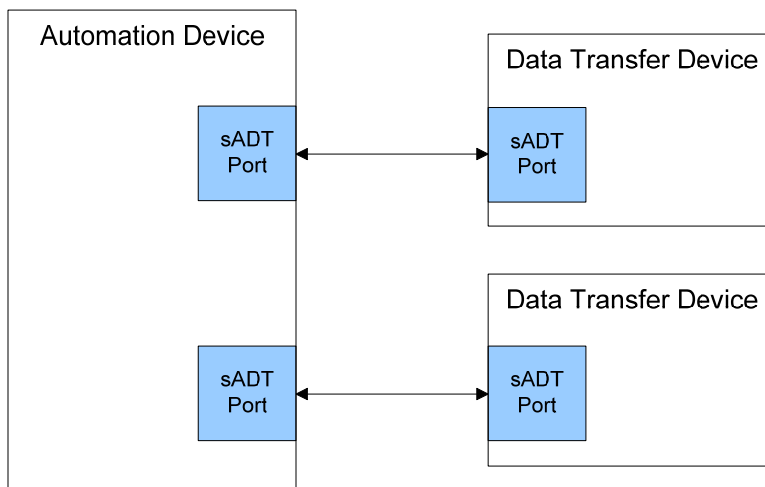 Automation Device
sADT
Port
sADT
Port
Data Transfer Device
sADT
Port
Data Transfer Device
sADT
Port